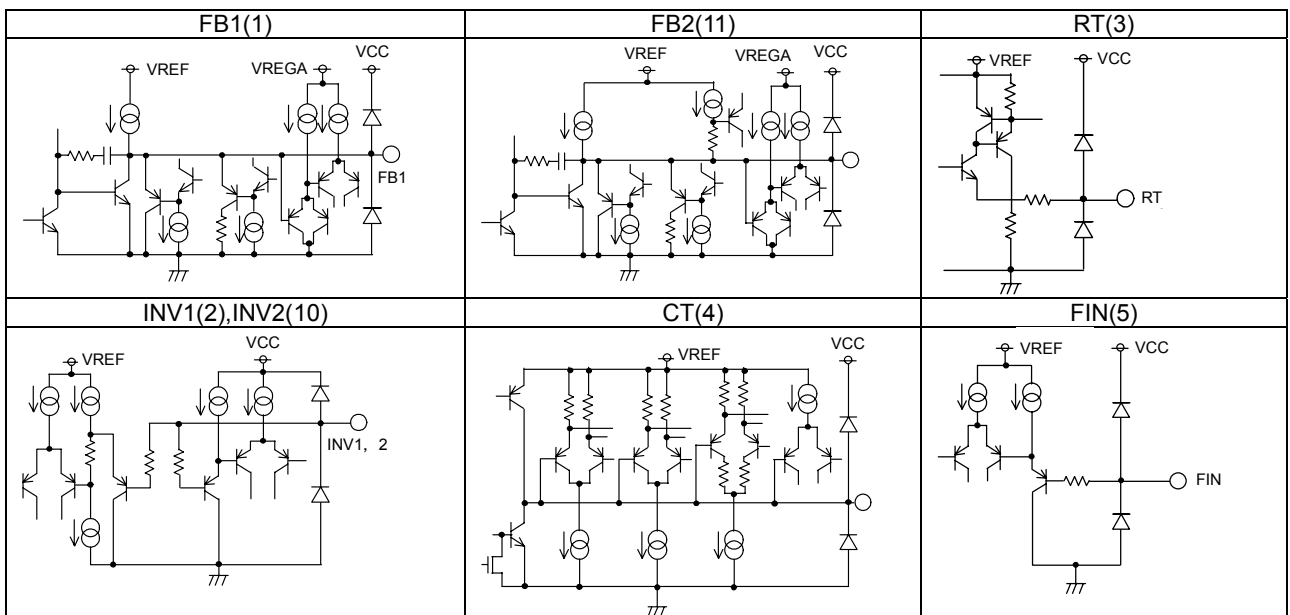 FB1(1)
FB2(11)
RT(3)
VREF
VREGA
VCC
FB1
VREF
VREGA
VCC
VREF
VCC
RT
INV1(2),INV2(10)
CT(4)
FIN(5)
VREF
VCC
INV1, 2
VREF
VCC
VREF
VCC
FIN